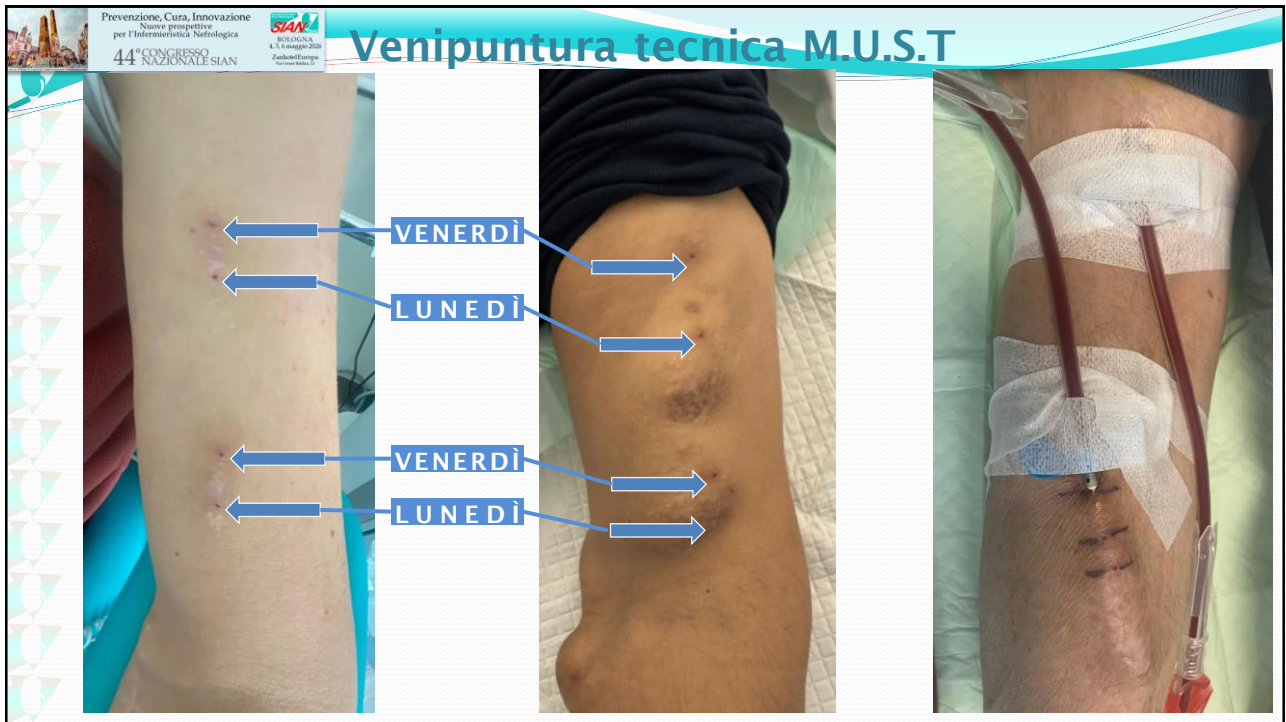 Prevenzione, Cura, Innovazione
Nuove prospettive
per l'Infermieristica Nefrologica
44° CONGRESSO
NAZIONALE SIAN
SIAN
BOLOGNA
4, 5, 6 maggio 2026
Zanhotel Europa
Venipuntura tecnica M.U.S.T
VENERDÌ
LUNEDÌ
VENERDÌ
LUNEDÌ